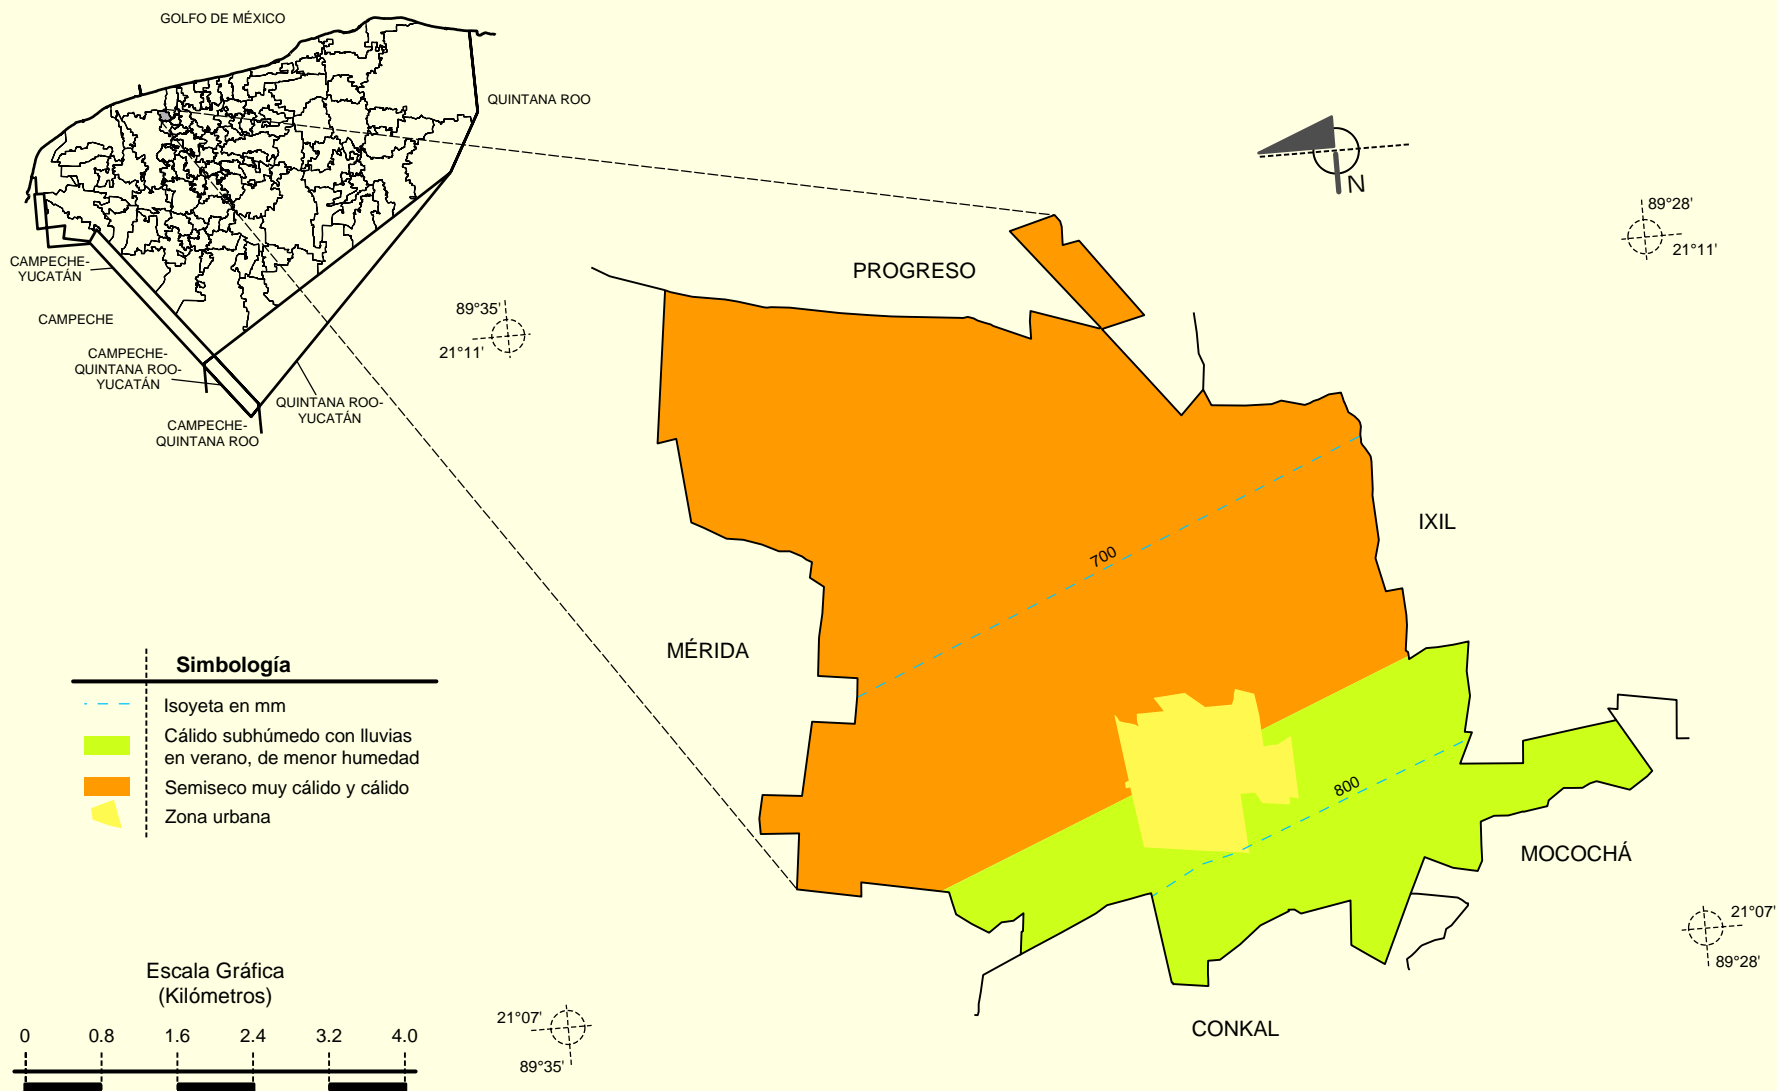 GOLFO DE MÉXICO
QUINTANA ROO
CAMPECHE-
YUCATÁN
CAMPECHE
CAMPECHE-
QUINTANA ROO-
YUCATÁN
QUINTANA ROO-
YUCATÁN
CAMPECHE-
QUINTANA ROO
N
89°28'
21°11'
89°35'
21°11'
PROGRESO
IXIL
700
MÉRIDA
800
MOCOCHÁ
CONKAL
21°07'
89°28'
21°07'
89°35'
Simbología
Isoyeta en mm
Cálido subhúmedo con lluvias
en verano, de menor humedad
Semiseco muy cálido y cálido
Zona urbana
Escala Gráfica
(Kilómetros)
0 0.8 1.6 2.4 3.2 4.0